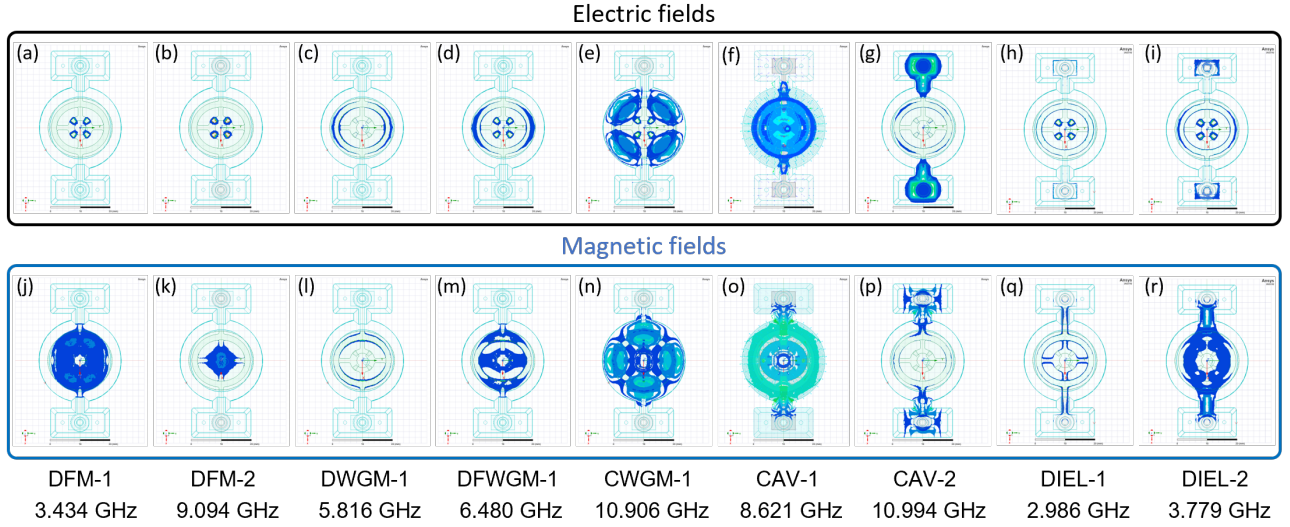 Electric fields
(a) (b) (c) (d) (e) (f) (g) (h) (i)
Magnetic fields
(j) (k) (l) (m) (n) (o) (p) (q) (r)
DFM-1 DFM-2 DWGM-1 DFWGM-1 CWGM-1 CAV-1 CAV-2 DIEL-1 DIEL-2
3.434 GHz 9.094 GHz 5.816 GHz 6.480 GHz 10.906 GHz 8.621 GHz 10.994 GHz 2.986 GHz 3.779 GHz